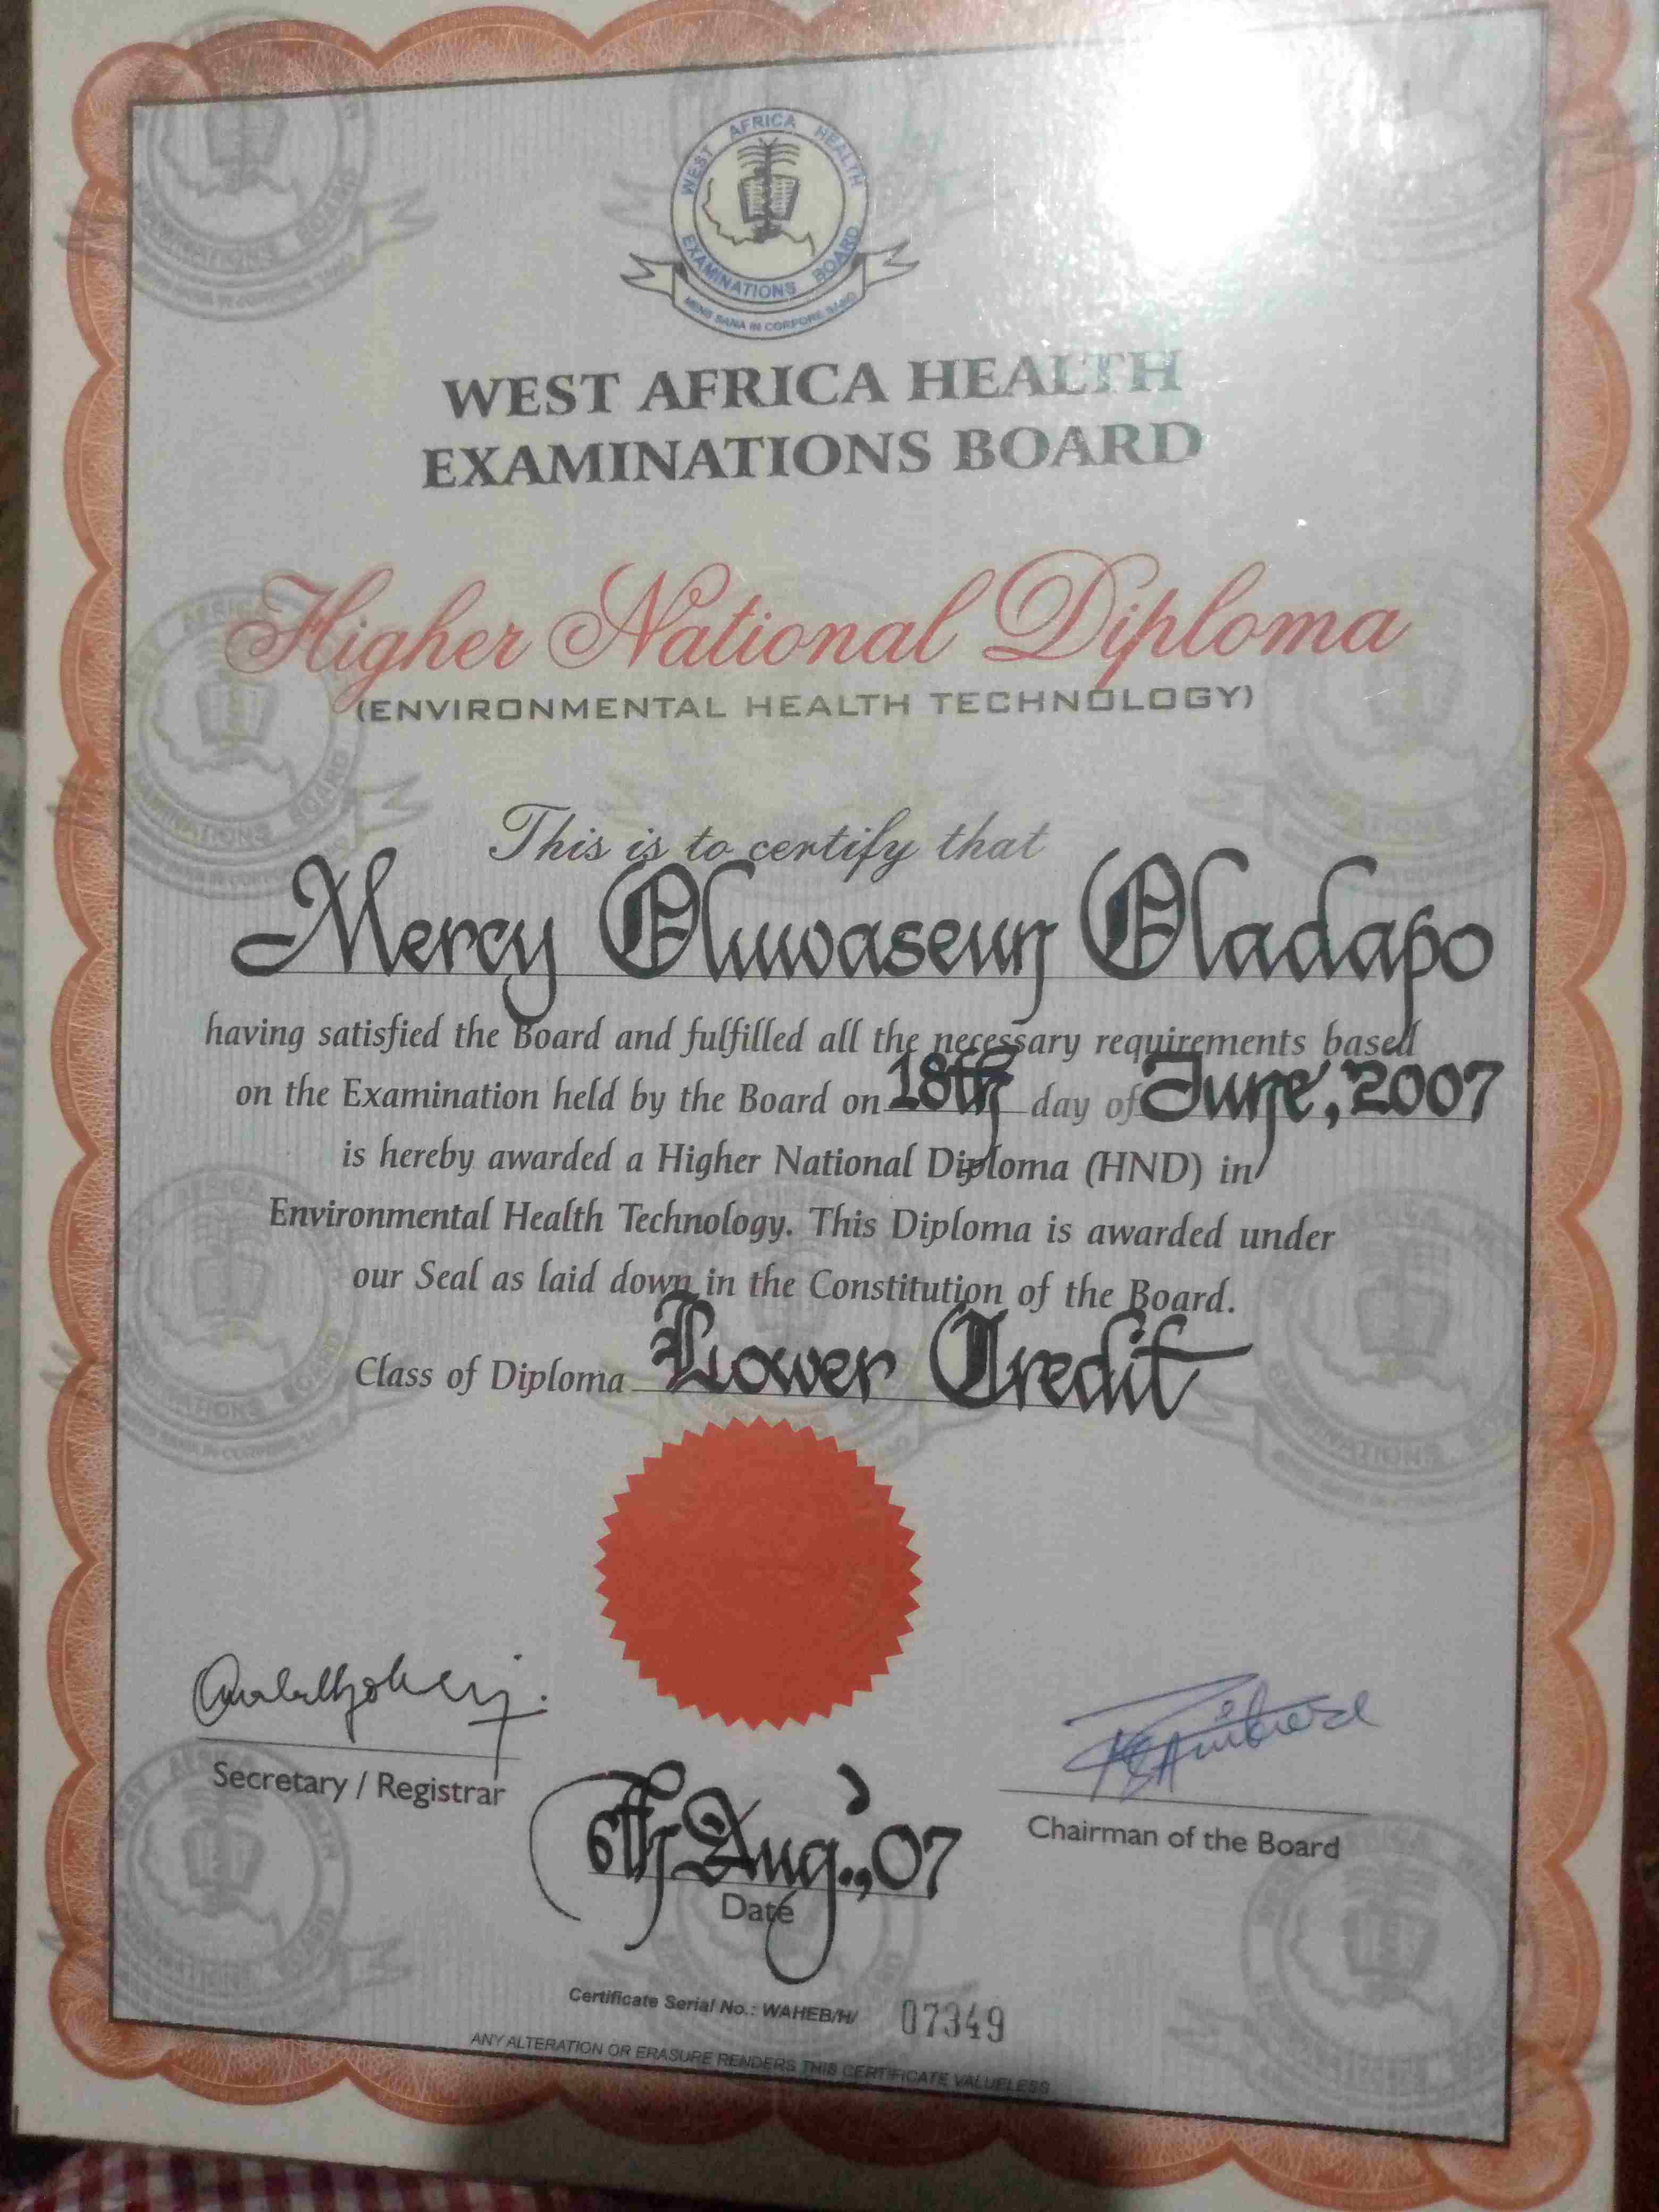 WEST AFRICA HEALTH
EXAMINATIONS BOARD
MENS SANA IN CORPORE SANO
WEST AFRICA HEALTH
EXAMINATIONS BOARD
Higher National Diploma
(ENVIRONMENTAL HEALTH TECHNOLOGY)
This is to certify that
Mercy Oluwaseun Oladapo
having satisfied the Board and fulfilled all the necessary requirements based
on the Examination held by the Board on 18th day of June, 2007
is hereby awarded a Higher National Diploma (HND) in
Environmental Health Technology. This Diploma is awarded under
our Seal as laid down in the Constitution of the Board.
Class of Diploma Lower Credit
Secretary / Registrar
Chairman of the Board
6th Aug., 07
Date
Certificate Serial No.: WAHEB/H/ 07349
ANY ALTERATION OR ERASURE RENDERS THIS CERTIFICATE VALUELESS